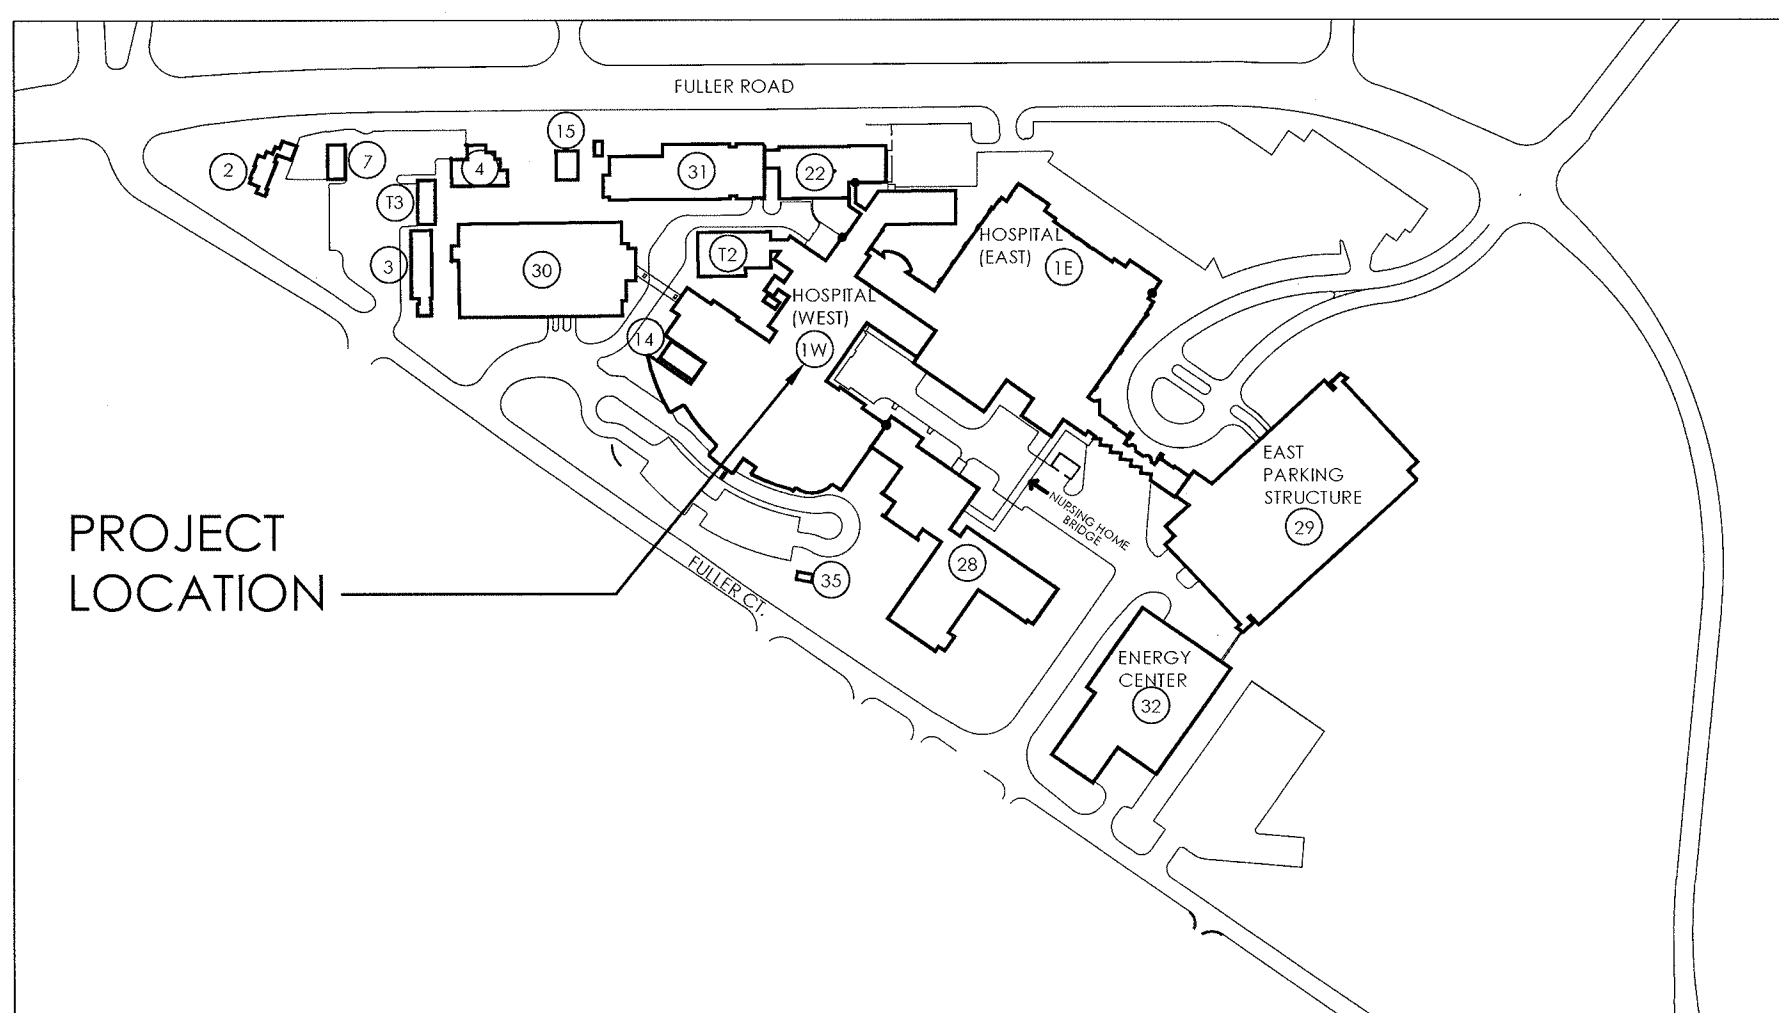 FULLER ROAD
15
2
7
4
31
22
T3
3
30
T2
HOSPITAL
(EAST)
1E
HOSPITAL
(WEST)
1W
14
EAST
PARKING
STRUCTURE
29
NURSING HOME
BRIDGE
PROJECT
LOCATION
FULLER CT.
35
28
ENERGY
CENTER
32